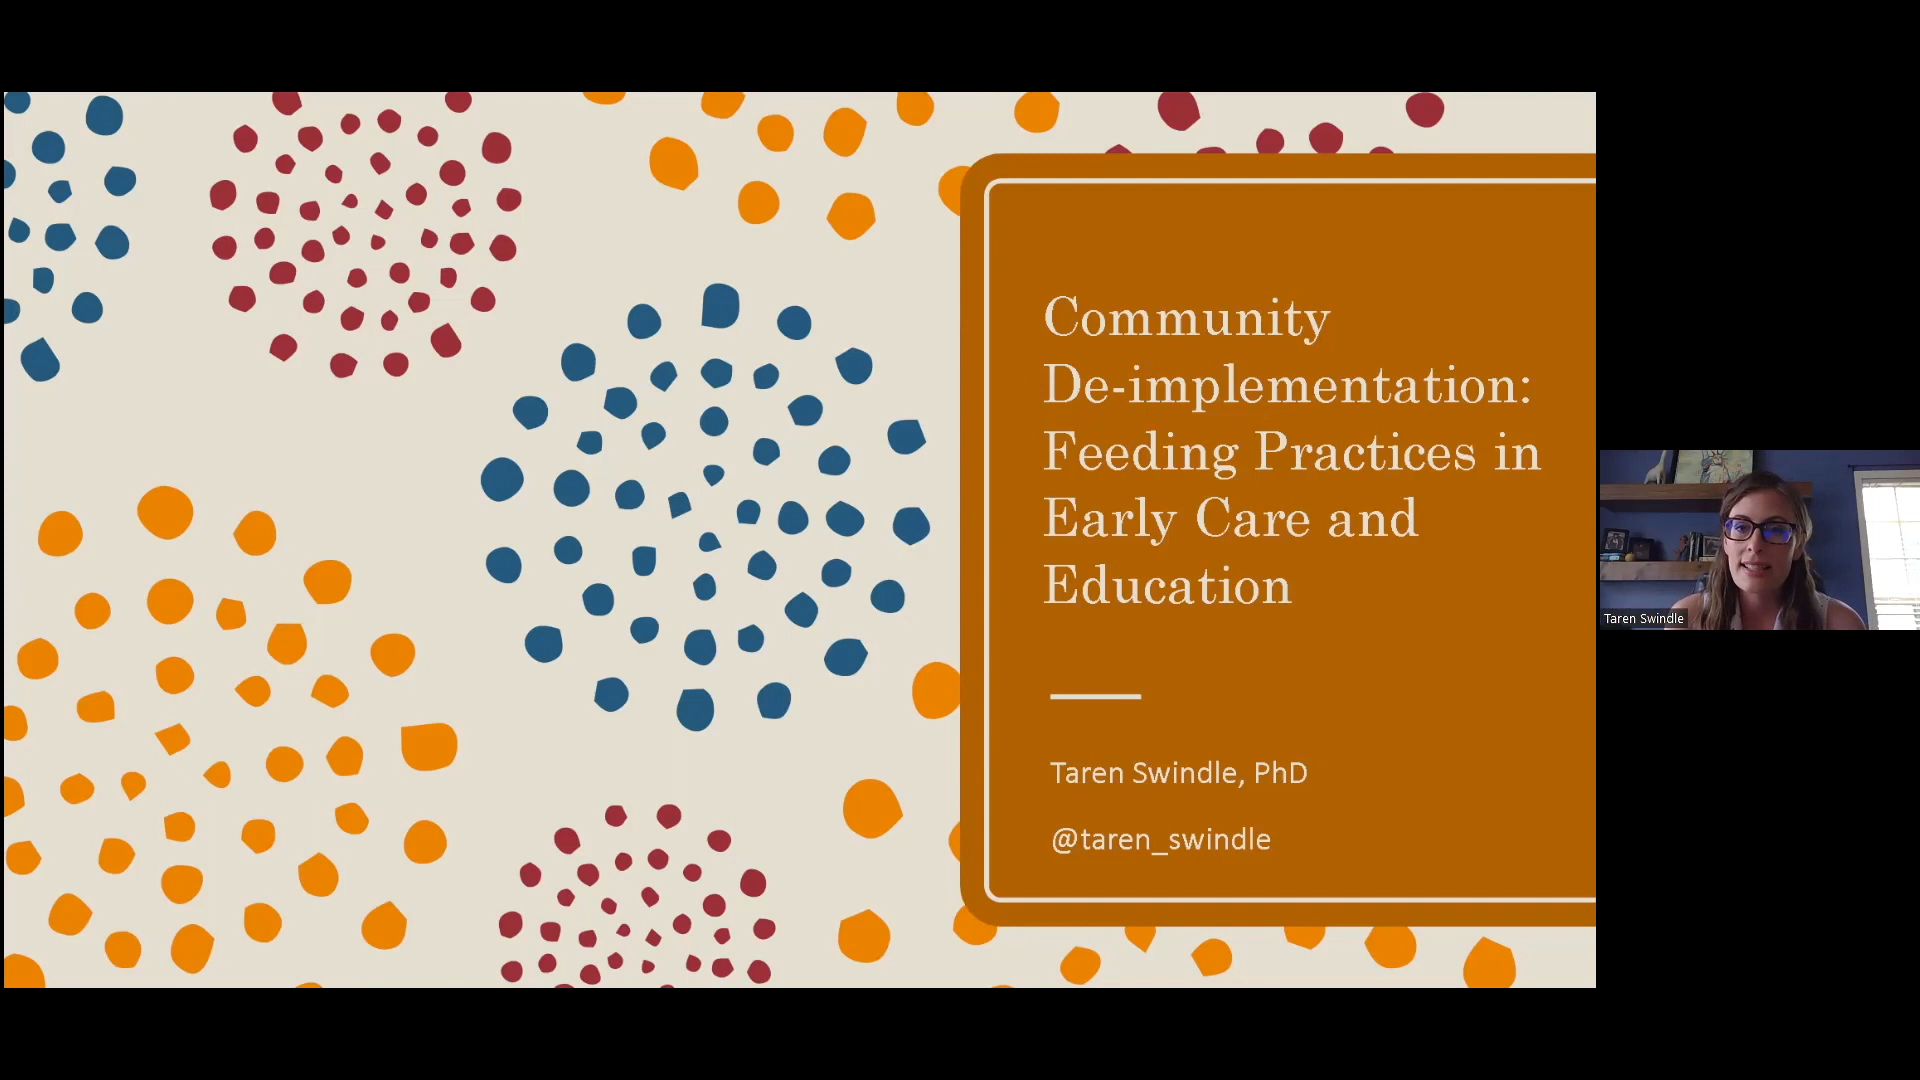 Community
De-implementation:
Feeding Practices in
Early Care and
Education
Taren Swindle, PhD
@taren_swindle
Taren Swindle